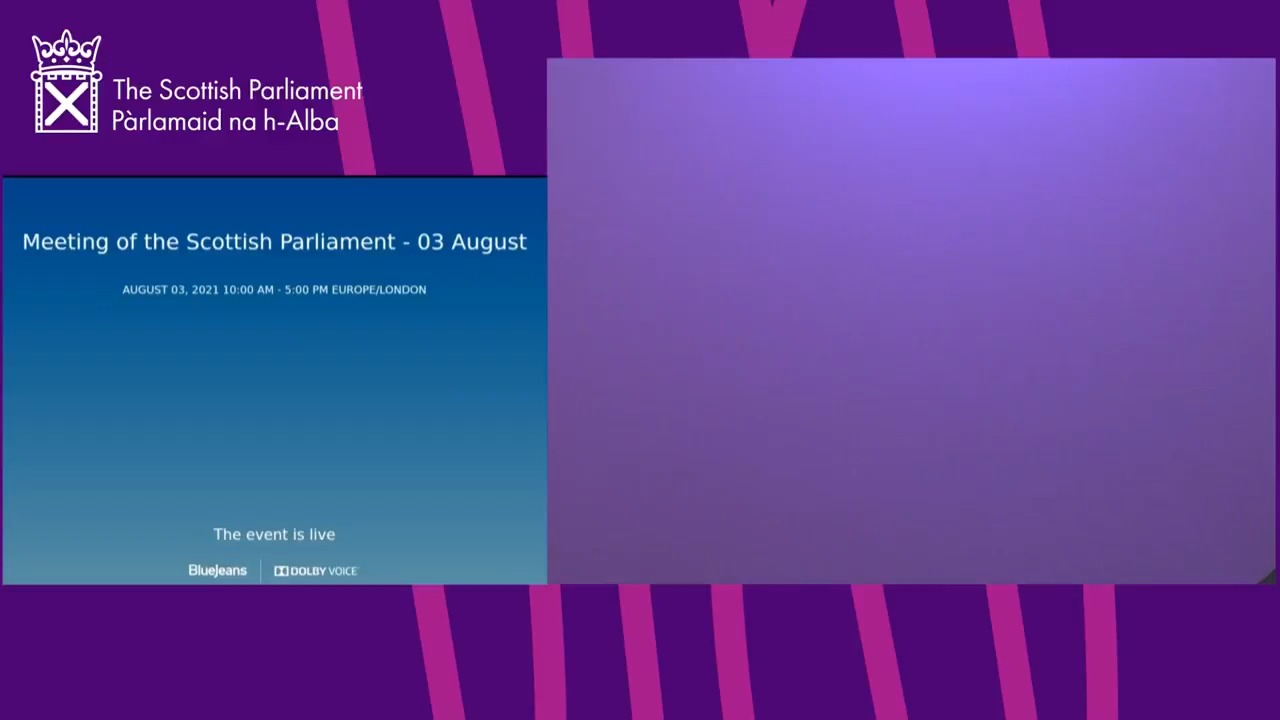 The Scottish Parliament
Pàrlamaid na h-Alba
Meeting of the Scottish Parliament - 03 August
AUGUST 03, 2021 10:00 AM - 5:00 PM EUROPE/LONDON
The event is live
BlueJeans
DOLBY VOICE